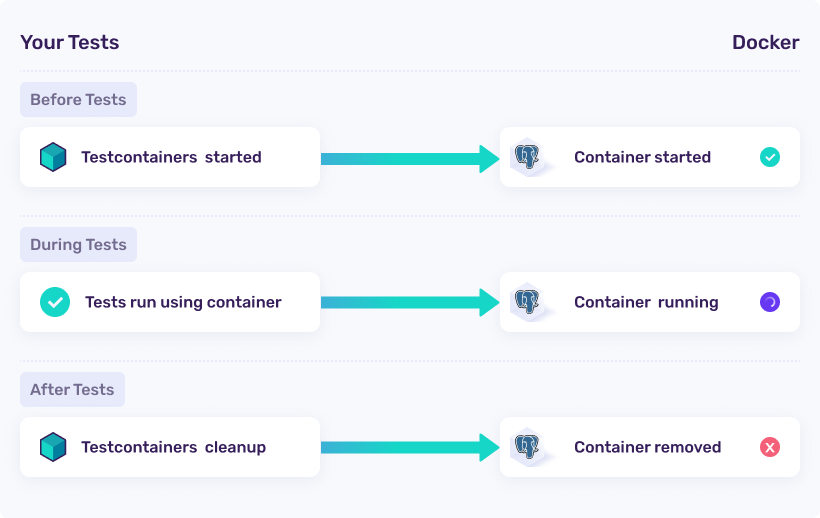 Your Tests
Docker
Before Tests
Testcontainers started
Container started
During Tests
Tests run using container
Container running
After Tests
Testcontainers cleanup
Container removed